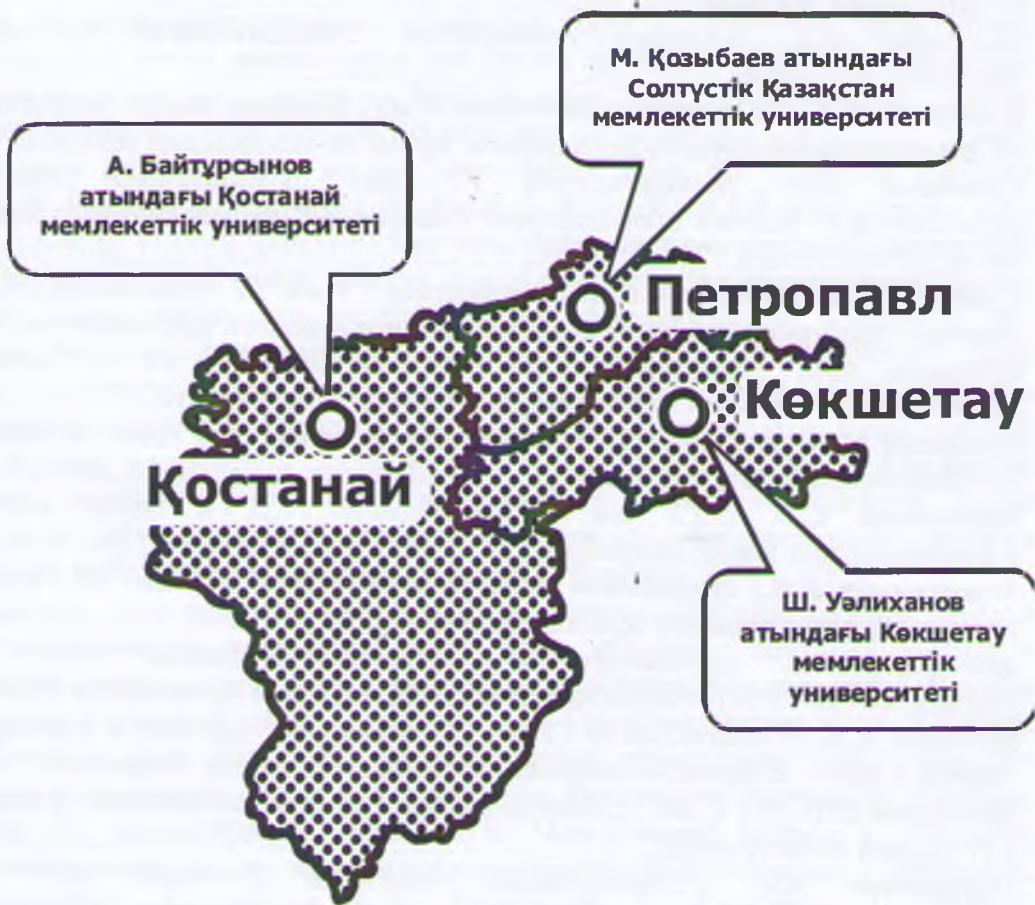 М. Қозыбаев атындағы
Солтүстік Қазақстан
мемлекеттік университеті
А. Байтұрсынов
атындағы Қостанай
мемлекеттік университеті
Петропавл
Көкшетау
Қостанай
Ш. Уәлиханов
атындағы Көкшетау
мемлекеттік
университеті